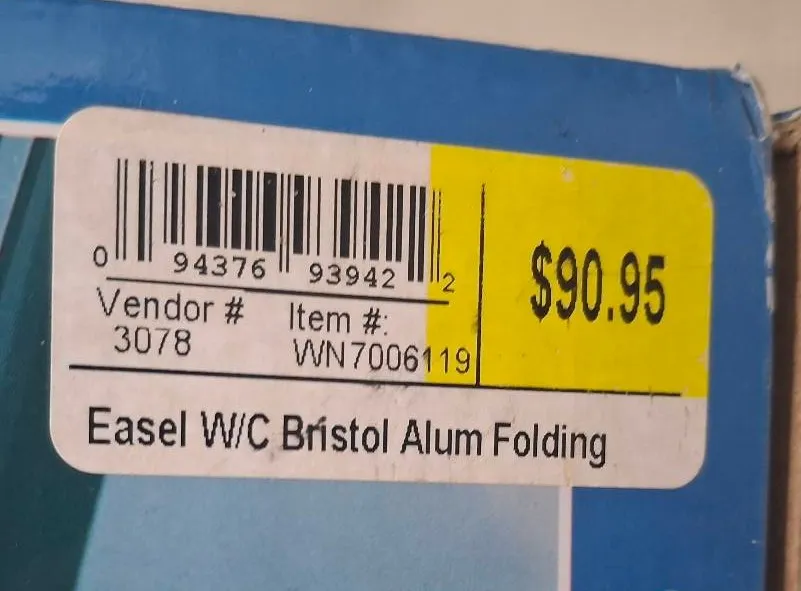 0 94376 93942 2
$90.95
Vendor # Item #:
3078 WN7006119
Easel W/C Bristol Alum Folding